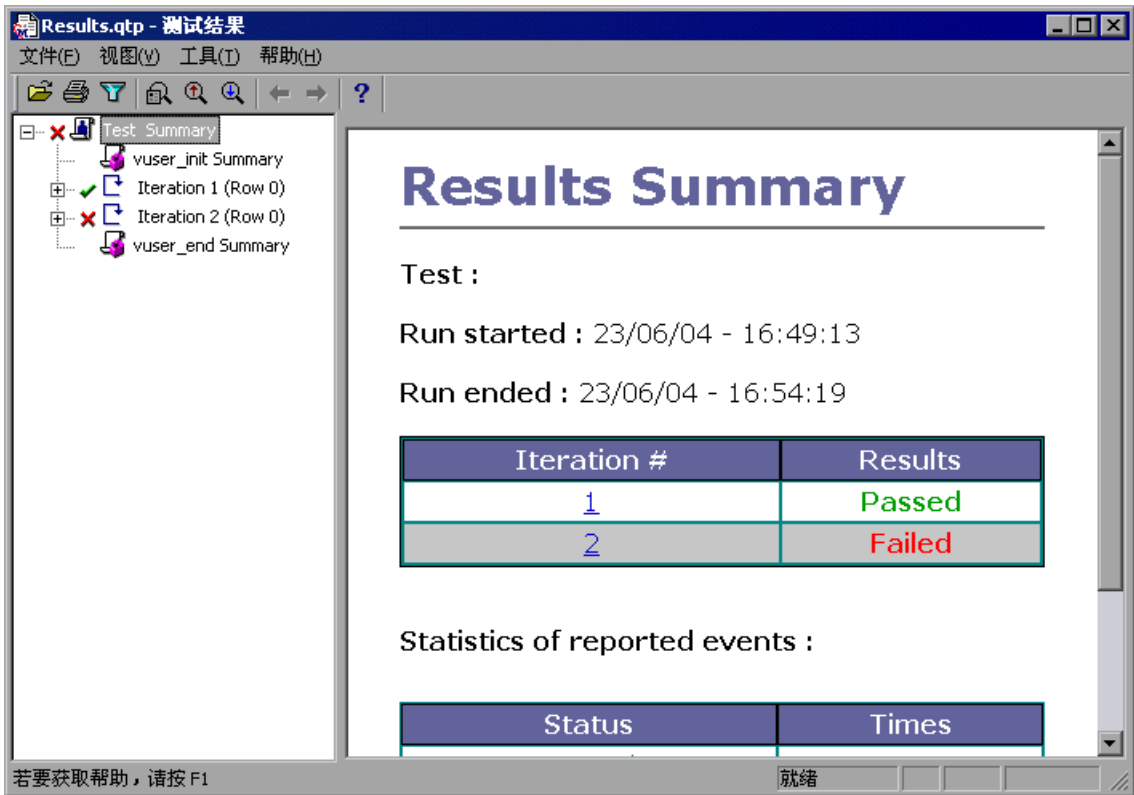 Results.qtp - 测试结果
文件(F) 视图(V) 工具(T) 帮助(H)
?
Test Summary
vuser_init Summary
Iteration 1 (Row 0)
Iteration 2 (Row 0)
vuser_end Summary
Results Summary
Test :
Run started : 23/06/04 - 16:49:13
Run ended : 23/06/04 - 16:54:19
Iteration # Results
1 Passed
2 Failed
Statistics of reported events :
Status Times
若要获取帮助，请按 F1
就绪